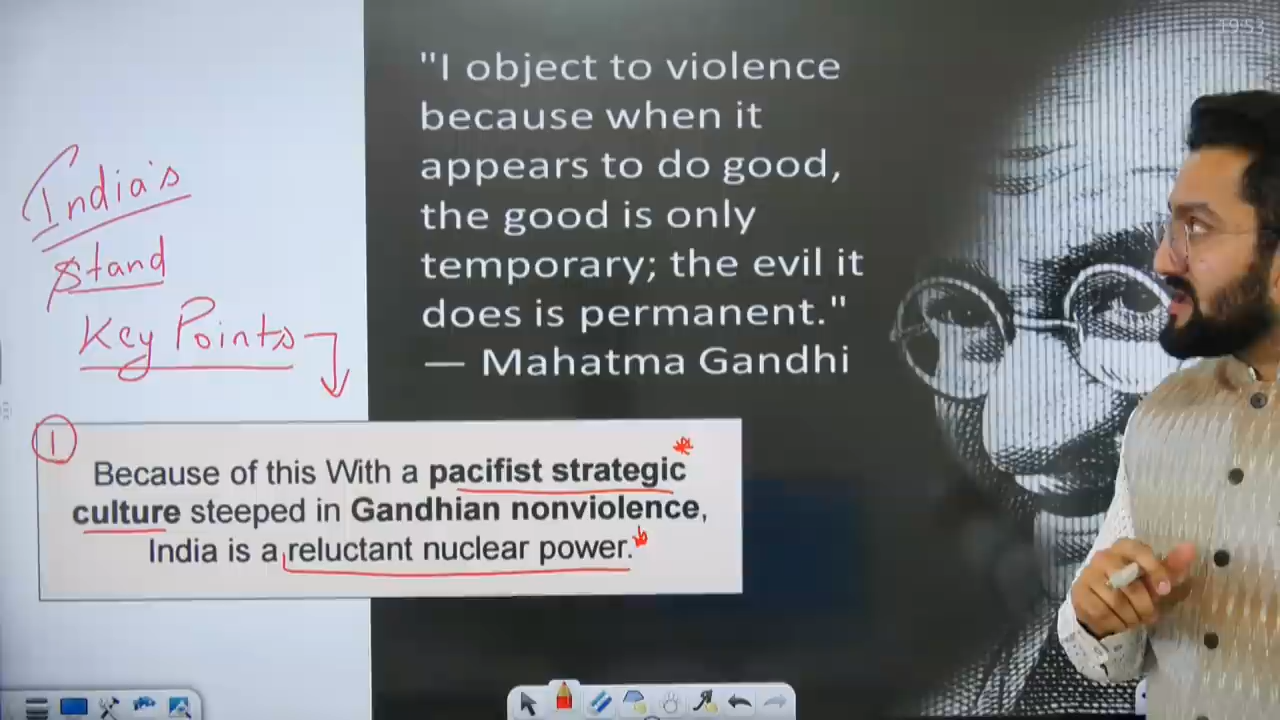 19:53
"I object to violence
because when it
appears to do good,
the good is only
temporary; the evil it
does is permanent."
— Mahatma Gandhi
India's
Stand
Key Points
1
Because of this With a pacifist strategic
culture steeped in Gandhian nonviolence,
India is a reluctant nuclear power.